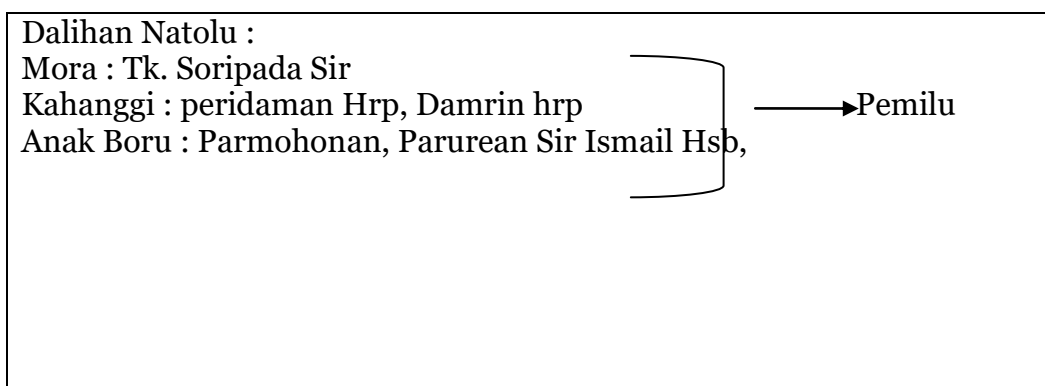 Dalihan Natolu :
Mora : Tk. Soripada Sir
Kahanggi : peridaman Hrp, Damrin hrp
Pemilu
Anak Boru : Parmohonan, Parurean Sir Ismail Hsb,